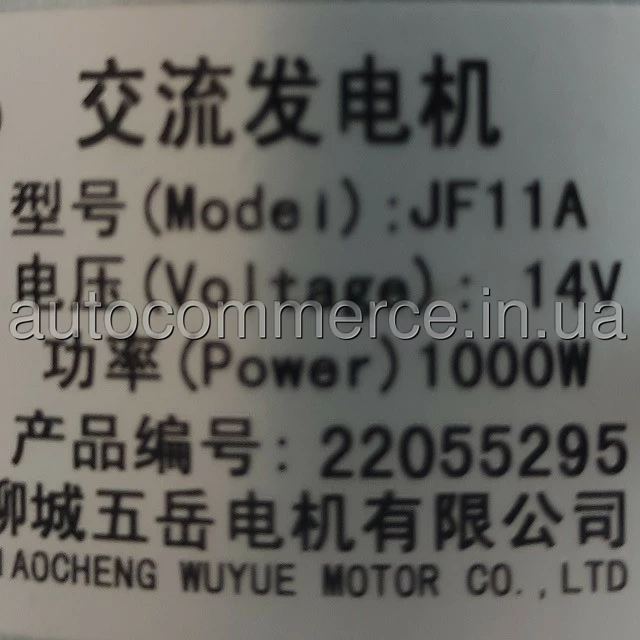 交流发电机
型号(Model):JF11A
电压(Voltage): 14V
autocommerce.in.ua
功率(Power)1000W
产品编号: 22055295
聊城五岳电机有限公司
IAOCHENG WUYUE MOTOR CO.,LTD